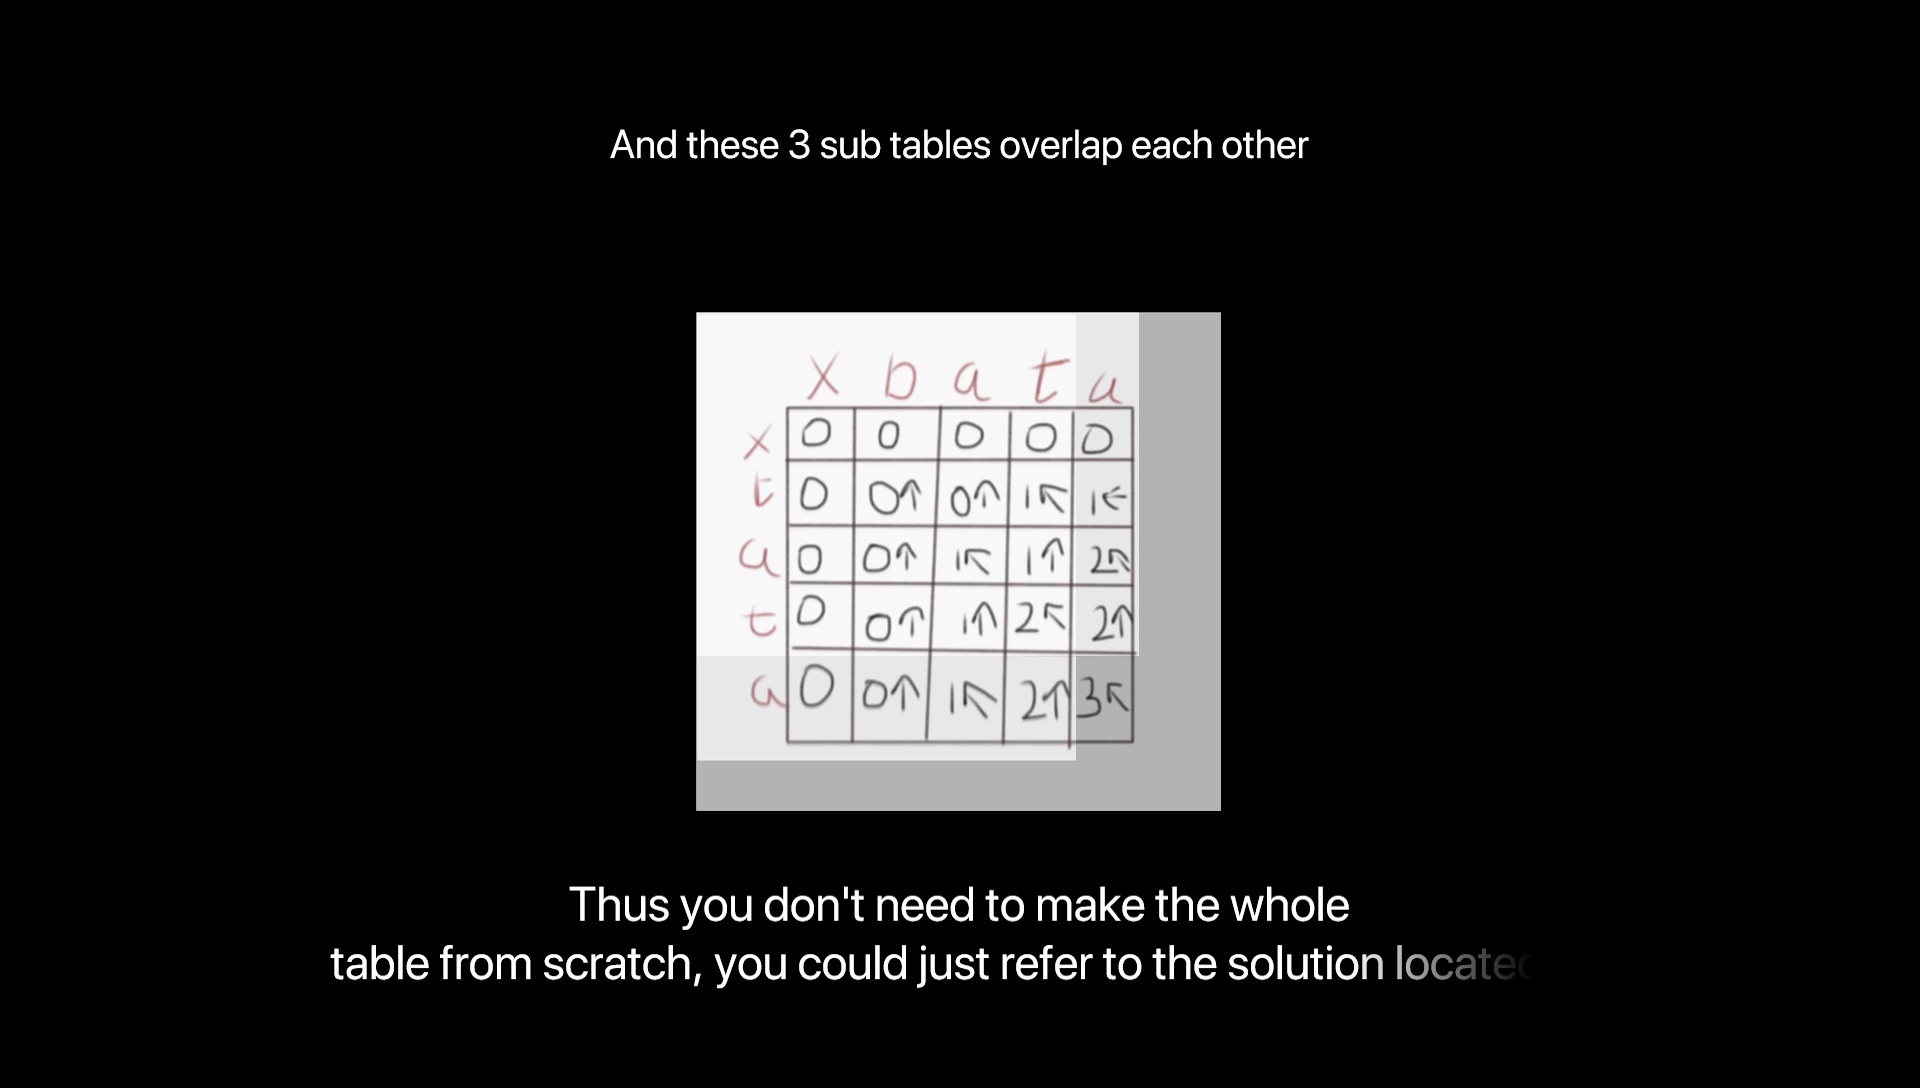 And these 3 sub tables overlap each other
x b a t a
x 0 0 0 0 0
t 0 0↑ 0↑ 1↖ 1←
a 0 0↑ 1↖ 1↑ 2↖
t 0 0↑ 1↑ 2↖ 2↑
a 0 0↑ 1↖ 2↑ 3↖
Thus you don't need to make the whole
table from scratch, you could just refer to the solution located